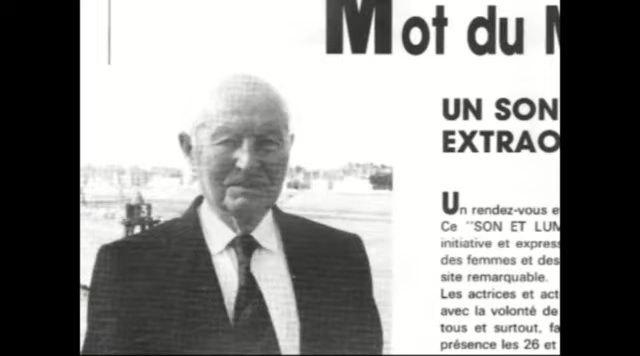 Mot du
UN SON
EXTRAO
Un rendez-vous e
Ce "SON ET LUM
initiative et express
des femmes et des
site remarquable.
Les actrices et act
avec la volonté de
tous et surtout, fa
présence les 26 et